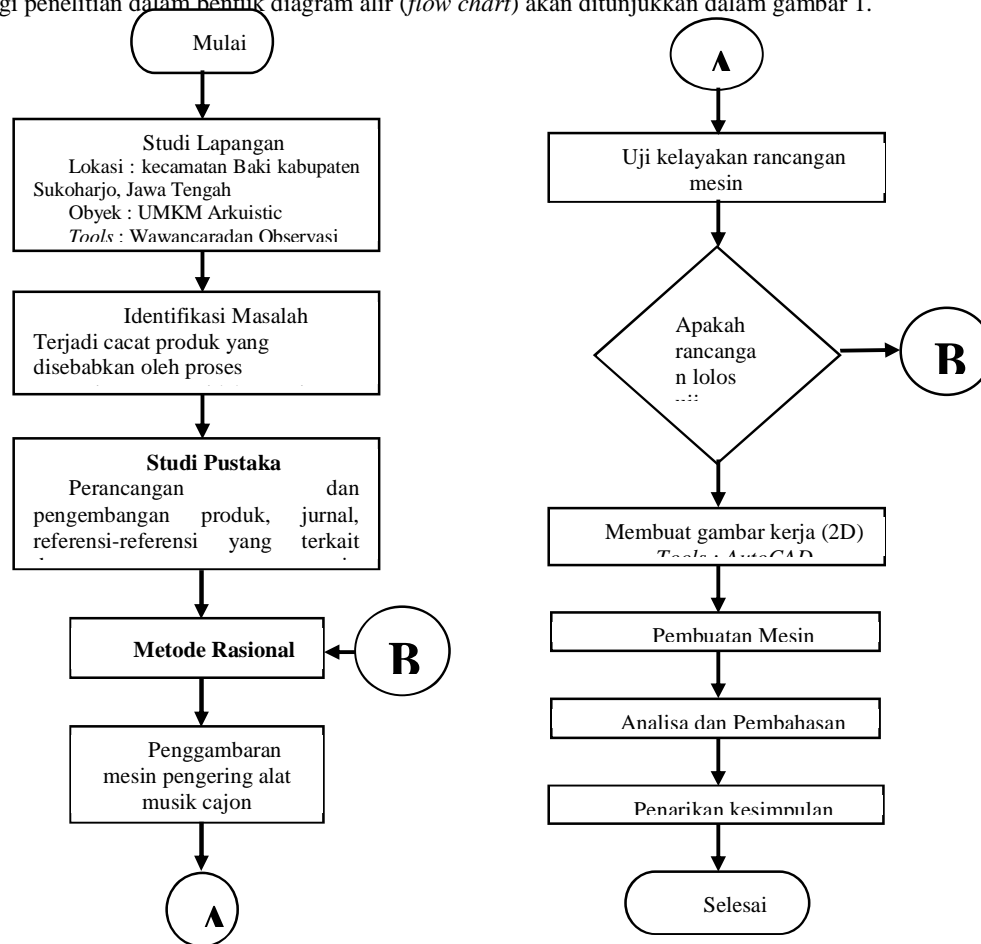 gi penelitian dalam bentuk diagram alir (flow chart) akan ditunjukkan dalam gambar 1.
Mulai
Studi Lapangan
Lokasi : kecamatan Baki kabupaten
Sukoharjo, Jawa Tengah
Obyek : UMKM Arkuistic
Tools : Wawancaradan Observasi
Identifikasi Masalah
Terjadi cacat produk yang
disebabkan oleh proses
Studi Pustaka
Perancangan dan
pengembangan produk, jurnal,
referensi-referensi yang terkait
Metode Rasional
B
Penggambaran
mesin pengering alat
musik cajon
A
A
Uji kelayakan rancangan
mesin
Apakah
rancanga
n lolos
uji
B
Membuat gambar kerja (2D)
Tools : AutoCAD
Pembuatan Mesin
Analisa dan Pembahasan
Penarikan kesimpulan
Selesai